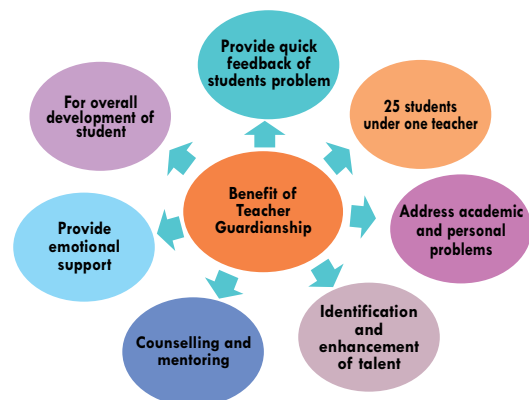 Provide quick
feedback of
students problem
25 students
under one teacher
Address academic
and personal
problems
Identification
and
enhancement
of talent
Counselling and
mentoring
Provide
emotional
support
For overall
development of
student
Benefit of
Teacher
Guardianship